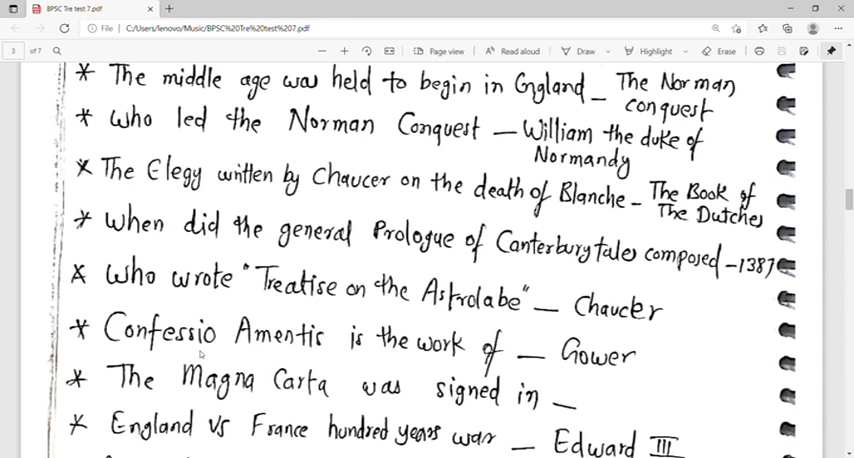 BPSC Tre test 7.pdf
File
C:/Users/lenovo/Music/BPSC%20Tre%20test%207.pdf
3 of 7
Page view
Read aloud
Draw
Highlight
Erase
* The middle age was held to begin in England _ The Norman
conquest
* who led the Norman Conquest — William the duke of
Normandy
* The Elegy written by Chaucer on the death of Blanche - The Book of
The Dutches
* When did the general Prologue of Canterbury tales composed - 1387
* Who wrote "Treatise on the Astrolabe" — Chaucer
* Confessio Amentis is the work of — Gower
* The Magna Carta was signed in —
* England vs France hundred years war — Edward III